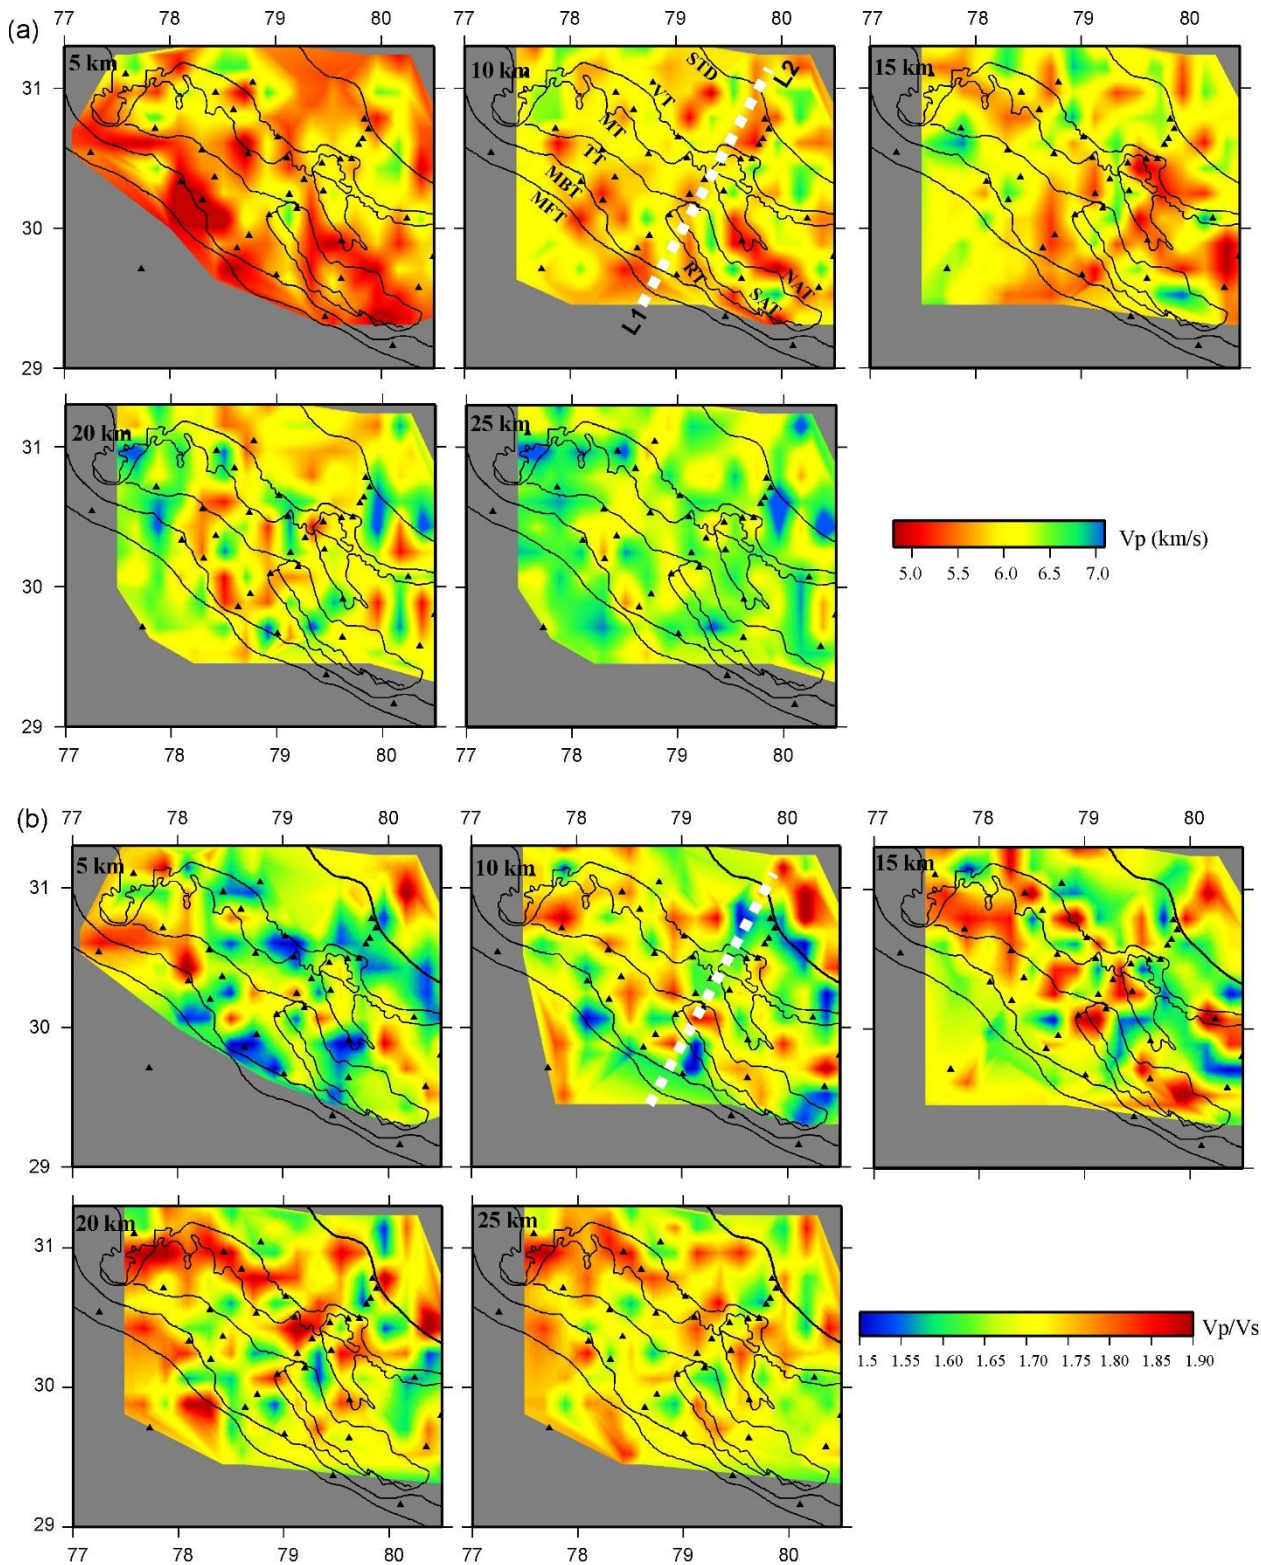 (a)
77 78 79 80 77 78 79 80 77 78 79 80
5 km 10 km 15 km
31
30
29
STD
VT
MT
TT
MBT
MFT
RT
SAT
NAT
L1
L2
20 km 25 km
31
30
29
77 78 79 80 77 78 79 80
Vp (km/s)
5.0 5.5 6.0 6.5 7.0
(b)
77 78 79 80 77 78 79 80 77 78 79 80
5 km 10 km 15 km
31
30
29
20 km 25 km
31
30
29
77 78 79 80 77 78 79 80
Vp/Vs
1.5 1.55 1.60 1.65 1.70 1.75 1.80 1.85 1.90